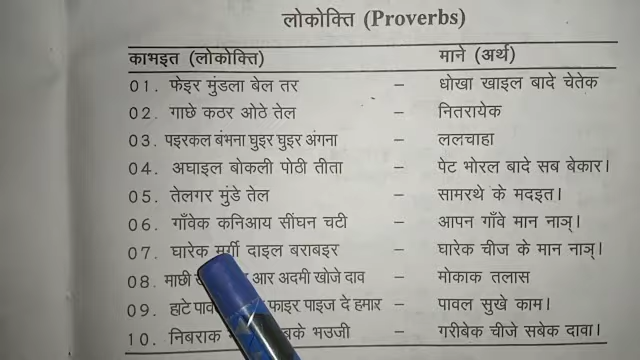 लोकोक्ति (Proverbs)
काभइत (लोकोक्ति) माने (अर्थ)
01. फेइर मुंडला बेल तर – धोखा खाइल बादे चेतेक
02. गाछे कठर ओठे तेल – नितरायेक
03. पइरकल बंभना घुइर घुइर अंगना – ललचाहा
04. अघाइल बोकली पोठी तीता – पेट भोरल बादे सब बेकार।
05. तेलगर मुंडे तेल – सामरथे के मदइत।
06. गाँवेक कनिआय सींघन चटी – आपन गाँवे मान नाञ्।
07. घारेक मुर्गी दाइल बराबइर – घारेक चीज के मान नाञ्।
08. माछी आर अदमी खोजे दाव – मोकाक तलास
09. हाटे फाइर पाइज दे हमार – पावल सुखे काम।
10. निबराक भउजी – गरीबेक चीजे सबेक दावा।